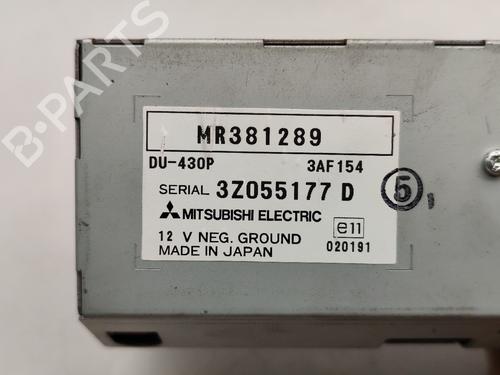 B-PARTS
MR381289
DU-430P 3AF154
SERIAL 3Z055177 D
5
MITSUBISHI ELECTRIC
e11
12 V NEG. GROUND 020191
MADE IN JAPAN